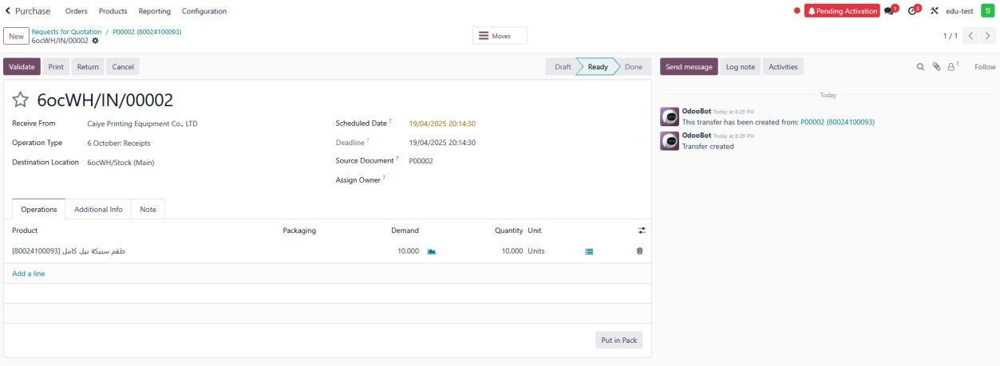 Purchase Orders Products Reporting Configuration Pending Activation 1 3 edu-test S
New Requests for Quotation / P00002 (80024100093)
6ocWH/IN/00002
Moves
1 / 1
Validate Print Return Cancel Draft Ready Done
Send message Log note Activities 1 Follow
6ocWH/IN/00002
Receive From Caiye Printing Equipment Co., LTD
Operation Type 6 October: Receipts
Destination Location 6ocWH/Stock (Main)
Scheduled Date ? 19/04/2025 20:14:30
Deadline ? 19/04/2025 20:14:30
Source Document ? P00002
Assign Owner ?
Operations Additional Info Note
Product Packaging Demand Quantity Unit
[80024100093] طقم سبيكة بيل كامل 10.000 10.000 Units
Add a line
Put in Pack
Today
OdooBot Today at 8:26 PM
This transfer has been created from: P00002 (80024100093)
OdooBot Today at 8:26 PM
Transfer created